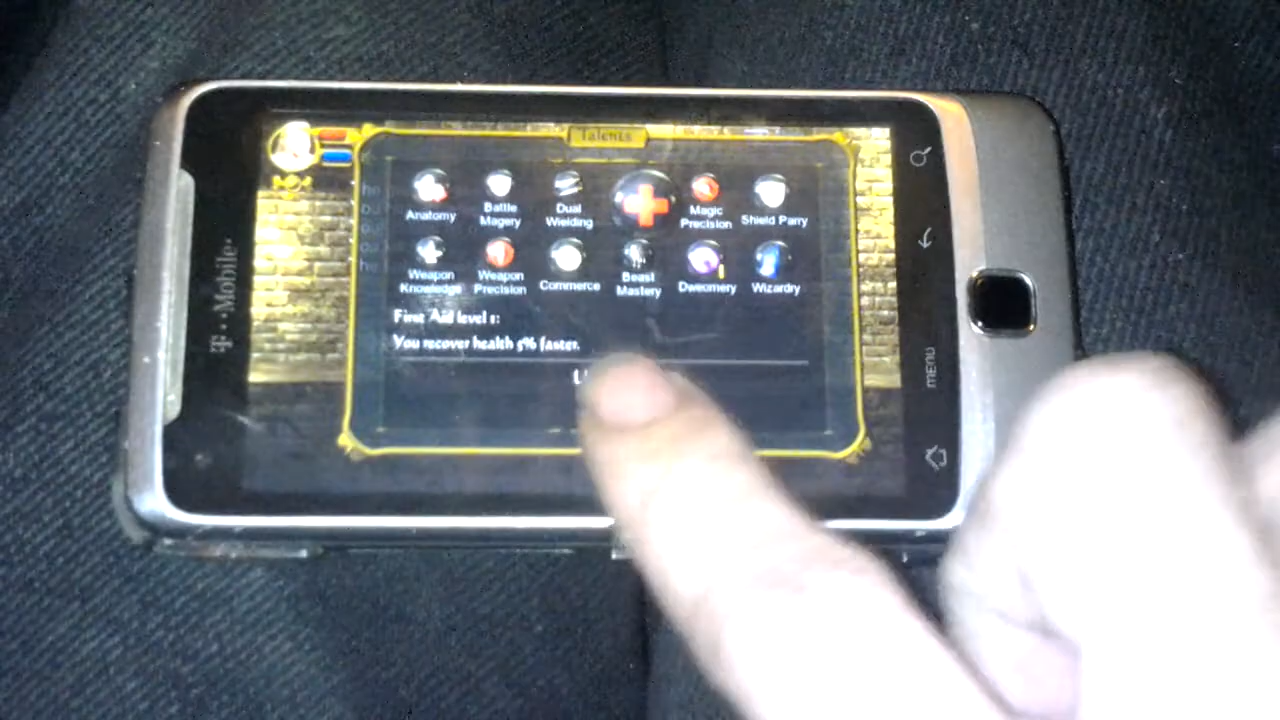 Talents
Anatomy
Battle
Magery
Dual
Wielding
Magic
Precision
Shield Parry
Weapon
Knowledge
Weapon
Precision
Commerce
Beast
Mastery
Dweomery
Wizardry
First Aid level 1:
You recover health 5% faster.
T··Mobile·
MENU